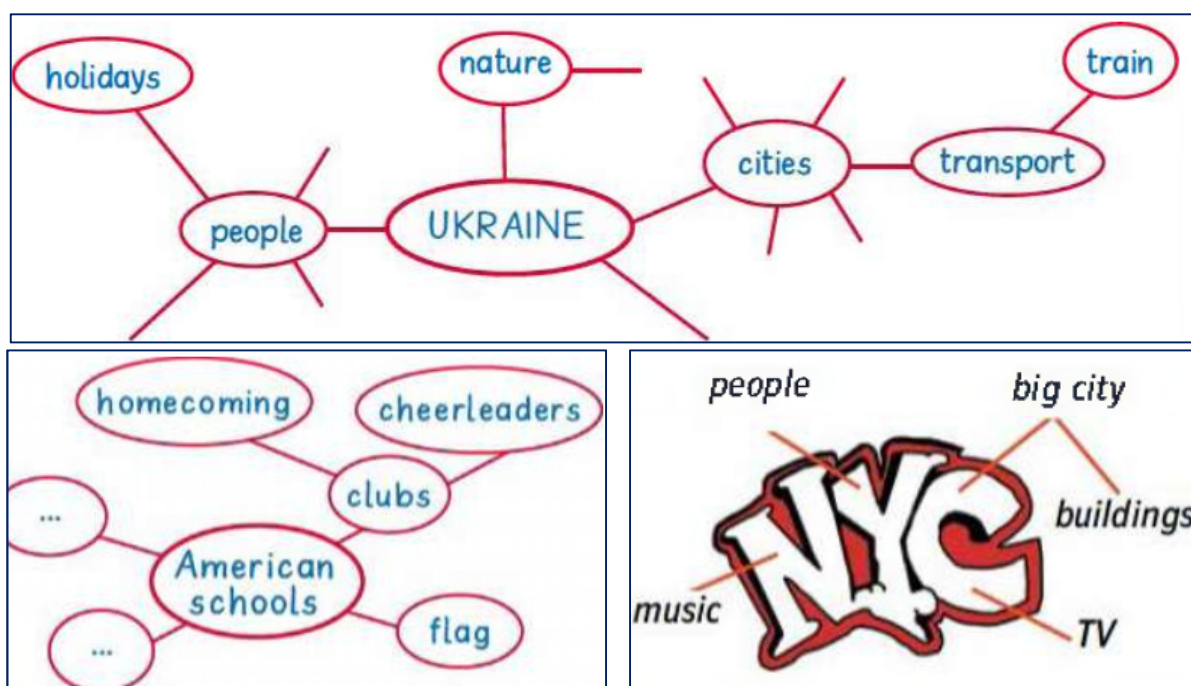 holidays
nature
train
cities
transport
people
UKRAINE
homecoming
cheerleaders
clubs
...
American
schools
flag
...
people
big city
NYC
buildings
music
TV